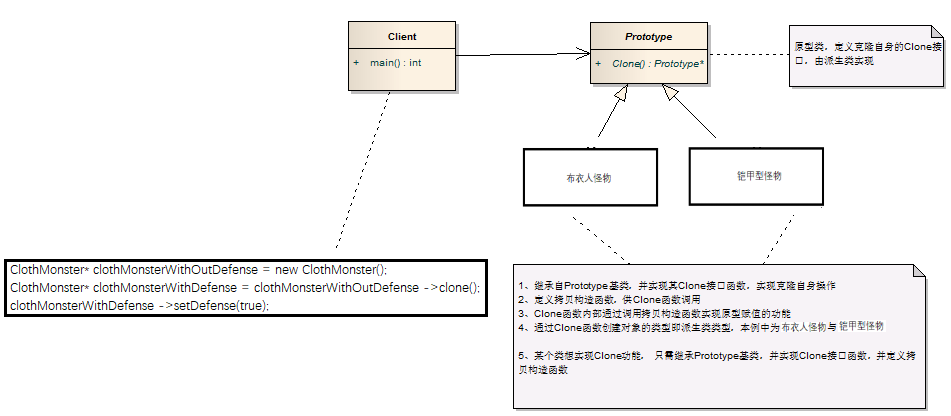 Client
+ main() : int
Prototype
+ Clone() : Prototype*
原型类，定义克隆自身的Clone接
口，由派生类实现
布衣人怪物
铠甲型怪物
ClothMonster* clothMonsterWithOutDefense = new ClothMonster();
ClothMonster* clothMonsterWithDefense = clothMonsterWithOutDefense ->clone();
clothMonsterWithDefense ->setDefense(true);
1、继承自Prototype基类，并实现其Clone接口函数，实现克隆自身操作
2、定义拷贝构造函数，供Clone函数调用
3、Clone函数内部通过调用拷贝构造函数实现原型赋值的功能
4、通过Clone函数创建对象的类型即派生类类型，本例中为布衣人怪物与铠甲型怪物
5、某个类想实现Clone功能， 只需继承Prototype基类，并实现Clone接口函数，并定义拷
贝构造函数